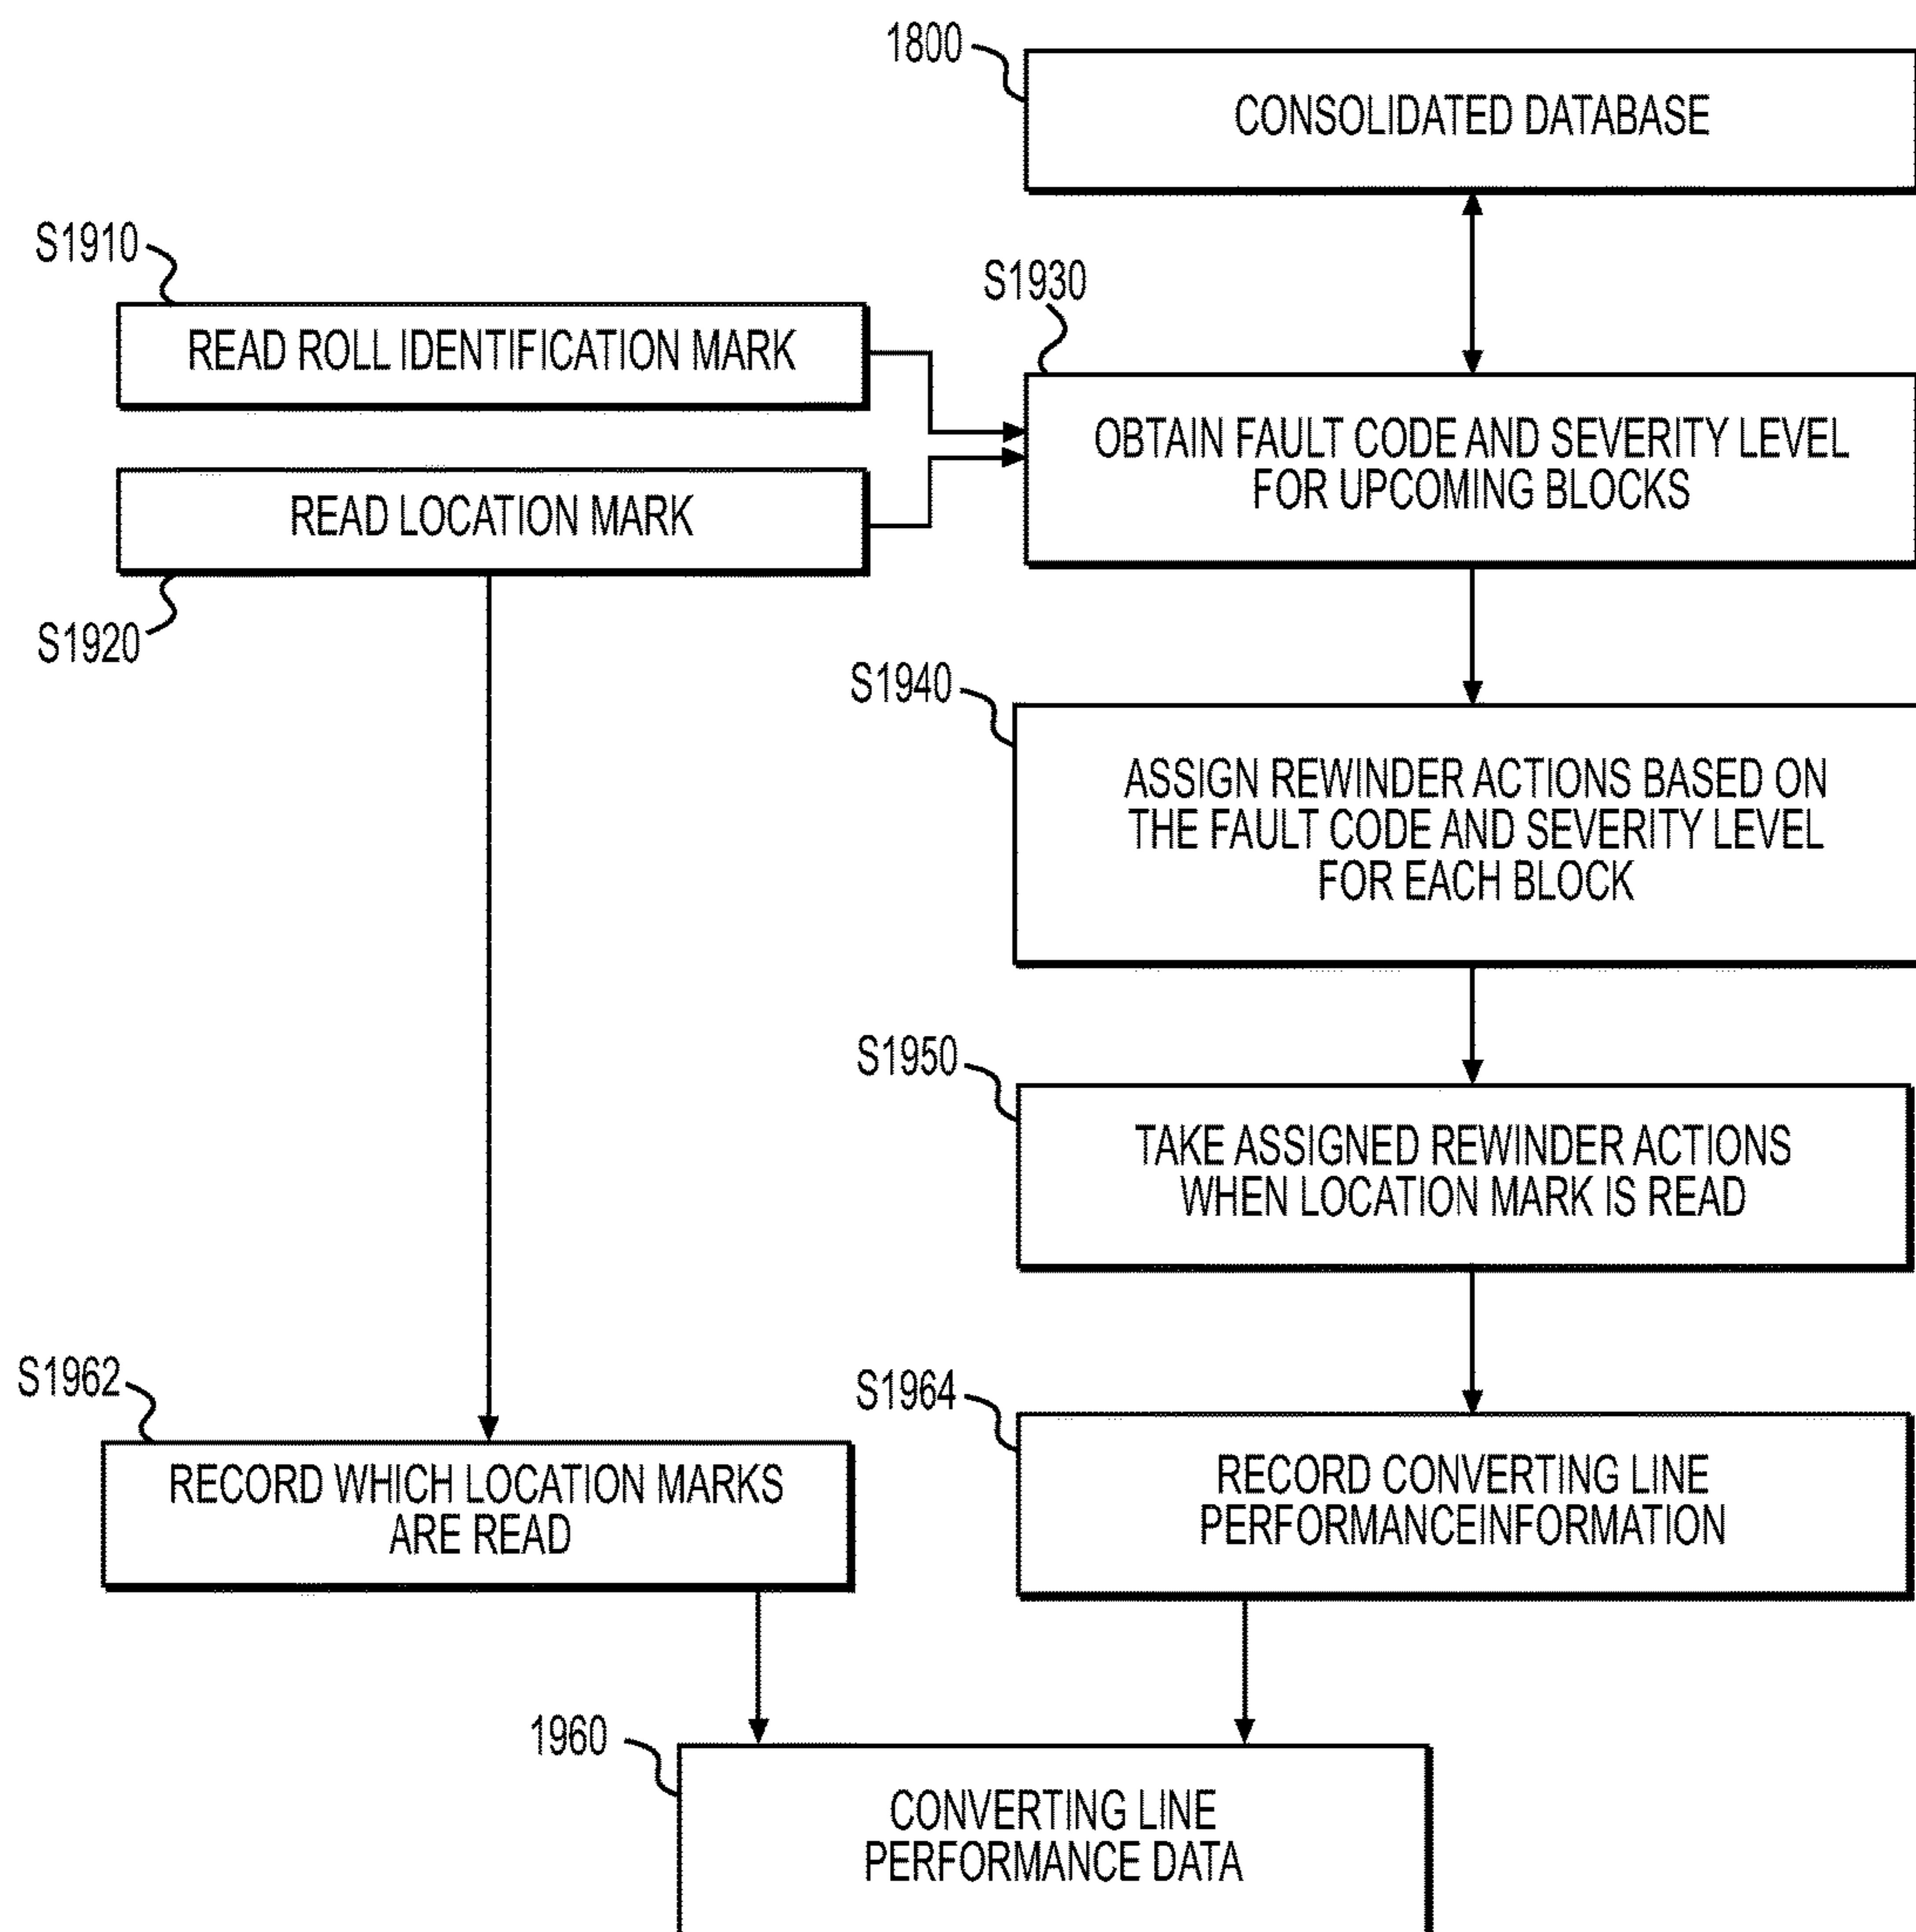 1800
CONSOLIDATED DATABASE
S1910
S1930
READ ROLL IDENTIFICATION MARK
OBTAIN FAULT CODE AND SEVERITY LEVEL
FOR UPCOMING BLOCKS
READ LOCATION MARK
S1920
S1940
ASSIGN REWINDER ACTIONS BASED ON
THE FAULT CODE AND SEVERITY LEVEL
FOR EACH BLOCK
S1950
TAKE ASSIGNED REWINDER ACTIONS
WHEN LOCATION MARK IS READ
S1962
S1964
RECORD WHICH LOCATION MARKS
ARE READ
RECORD CONVERTING LINE
PERFORMANCEINFORMATION
1960
CONVERTING LINE
PERFORMANCE DATA